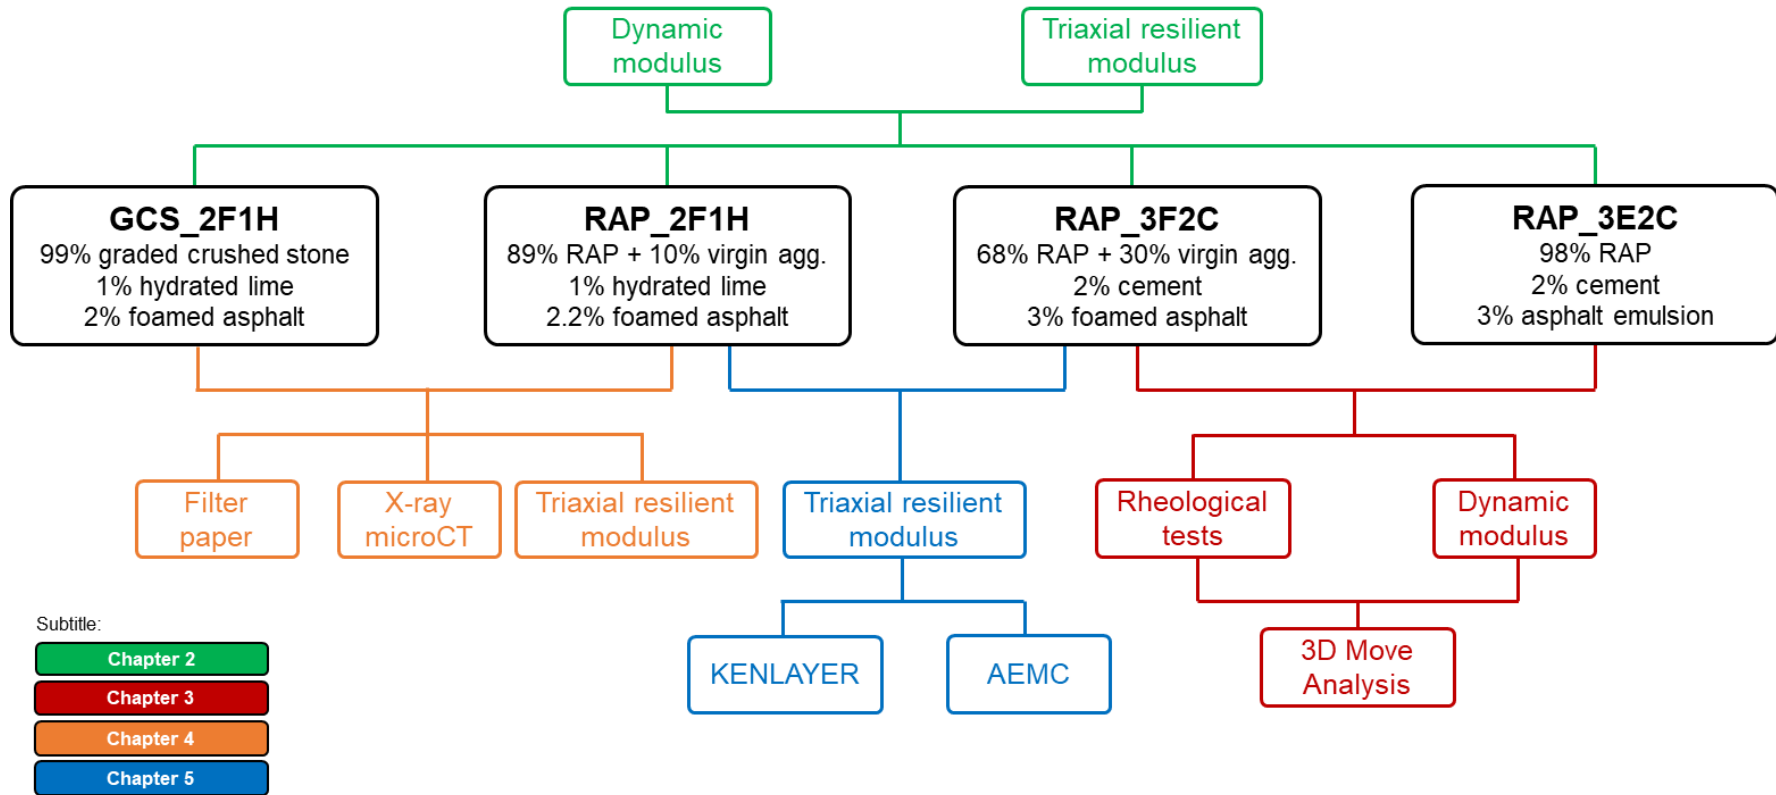 Dynamic
modulus
Triaxial resilient
modulus
GCS_2F1H
99% graded crushed stone
1% hydrated lime
2% foamed asphalt
RAP_2F1H
89% RAP + 10% virgin agg.
1% hydrated lime
2.2% foamed asphalt
RAP_3F2C
68% RAP + 30% virgin agg.
2% cement
3% foamed asphalt
RAP_3E2C
98% RAP
2% cement
3% asphalt emulsion
Filter
paper
X-ray
microCT
Triaxial resilient
modulus
Triaxial resilient
modulus
Rheological
tests
Dynamic
modulus
KENLAYER
AEMC
3D Move
Analysis
Subtitle:
Chapter 2
Chapter 3
Chapter 4
Chapter 5